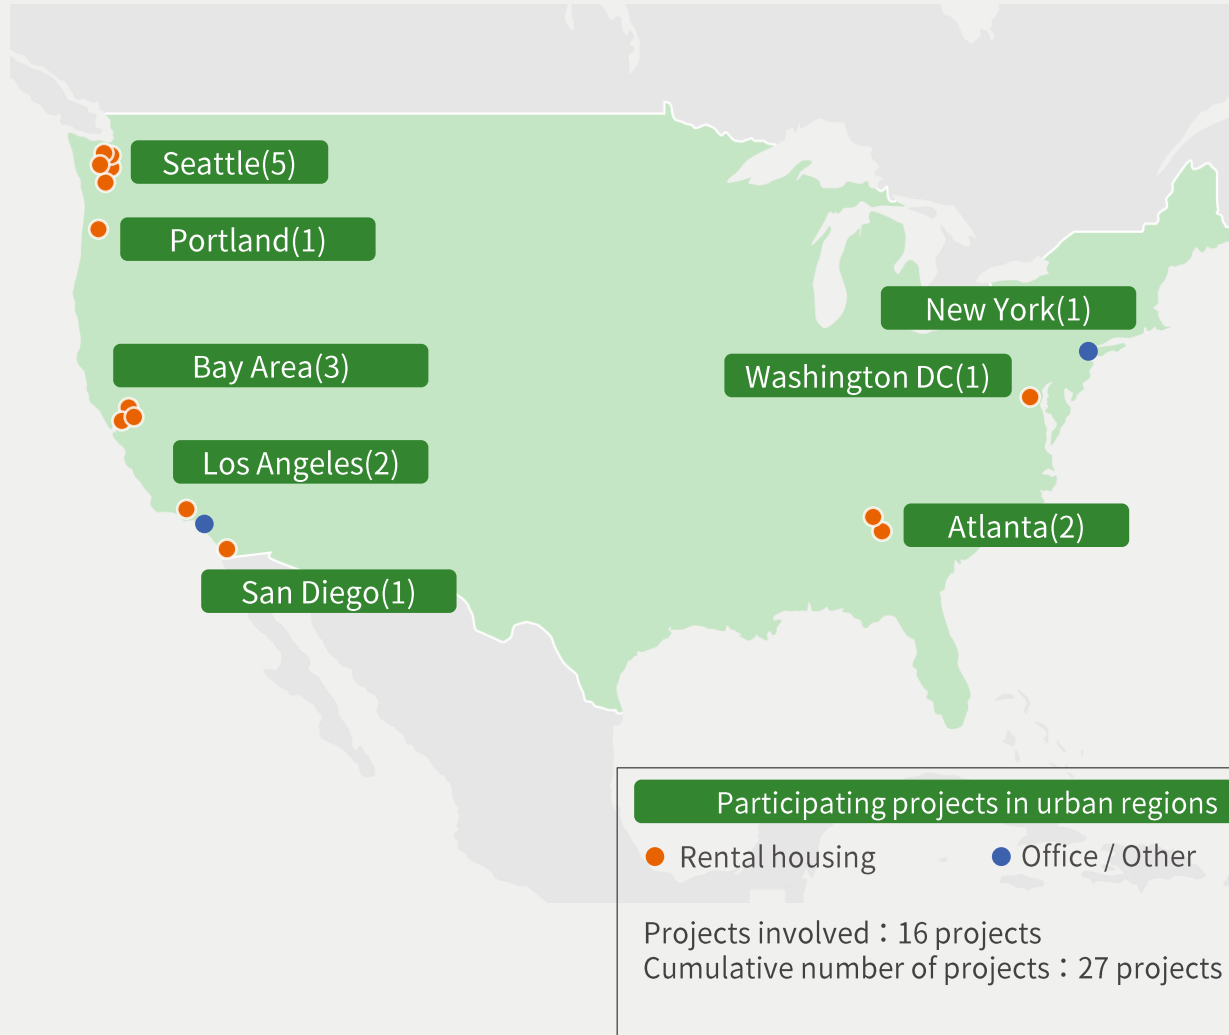 Seattle(5)
Portland(1)
New York(1)
Bay Area(3)
Washington DC(1)
Los Angeles(2)
Atlanta(2)
San Diego(1)
Participating projects in urban regions
Rental housing
Office / Other
Projects involved：16 projects
Cumulative number of projects：27 projects